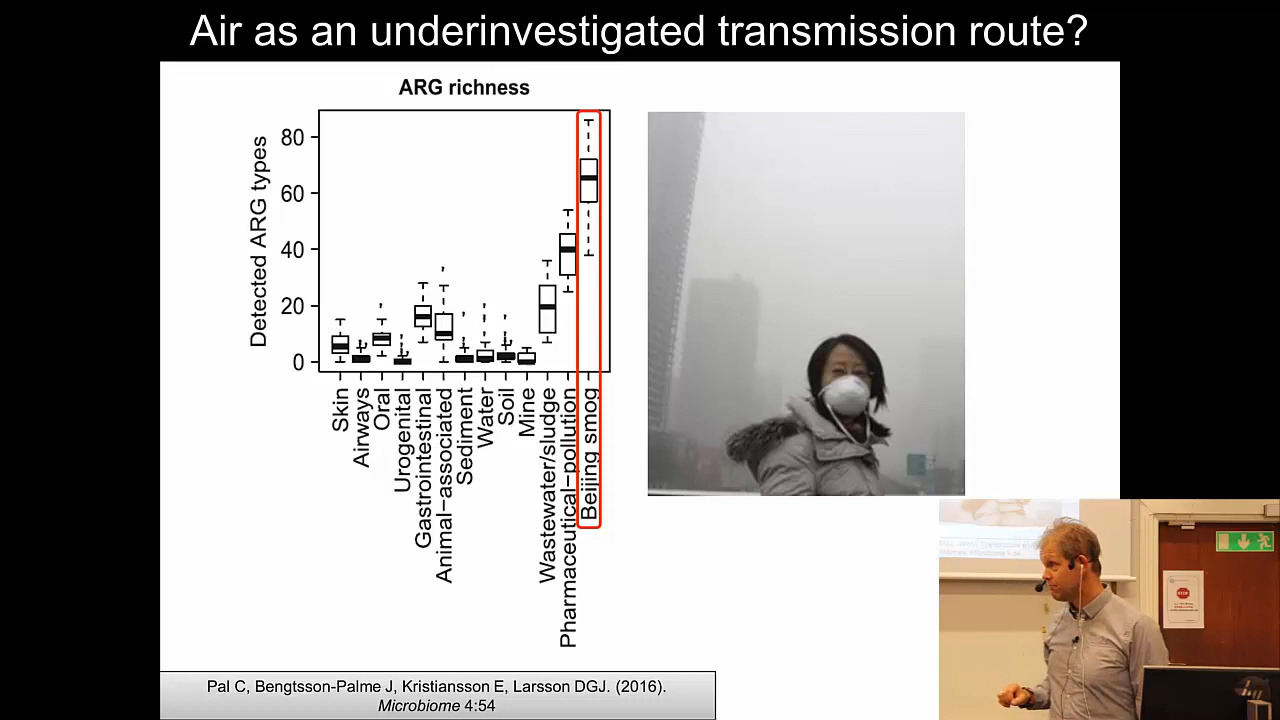 Air as an underinvestigated transmission route?
ARG richness
Detected ARG types
80
60
40
20
0
Skin
Airways
Oral
Urogenital
Gastrointestinal
Animal-associated
Sediment
Water
Soil
Mine
Wastewater/sludge
Pharmaceutical-pollution
Beijing smog
Pal C, Bengtsson-Palme J, Kristiansson E, Larsson DGJ. (2016).
Microbiome 4:54
STOP